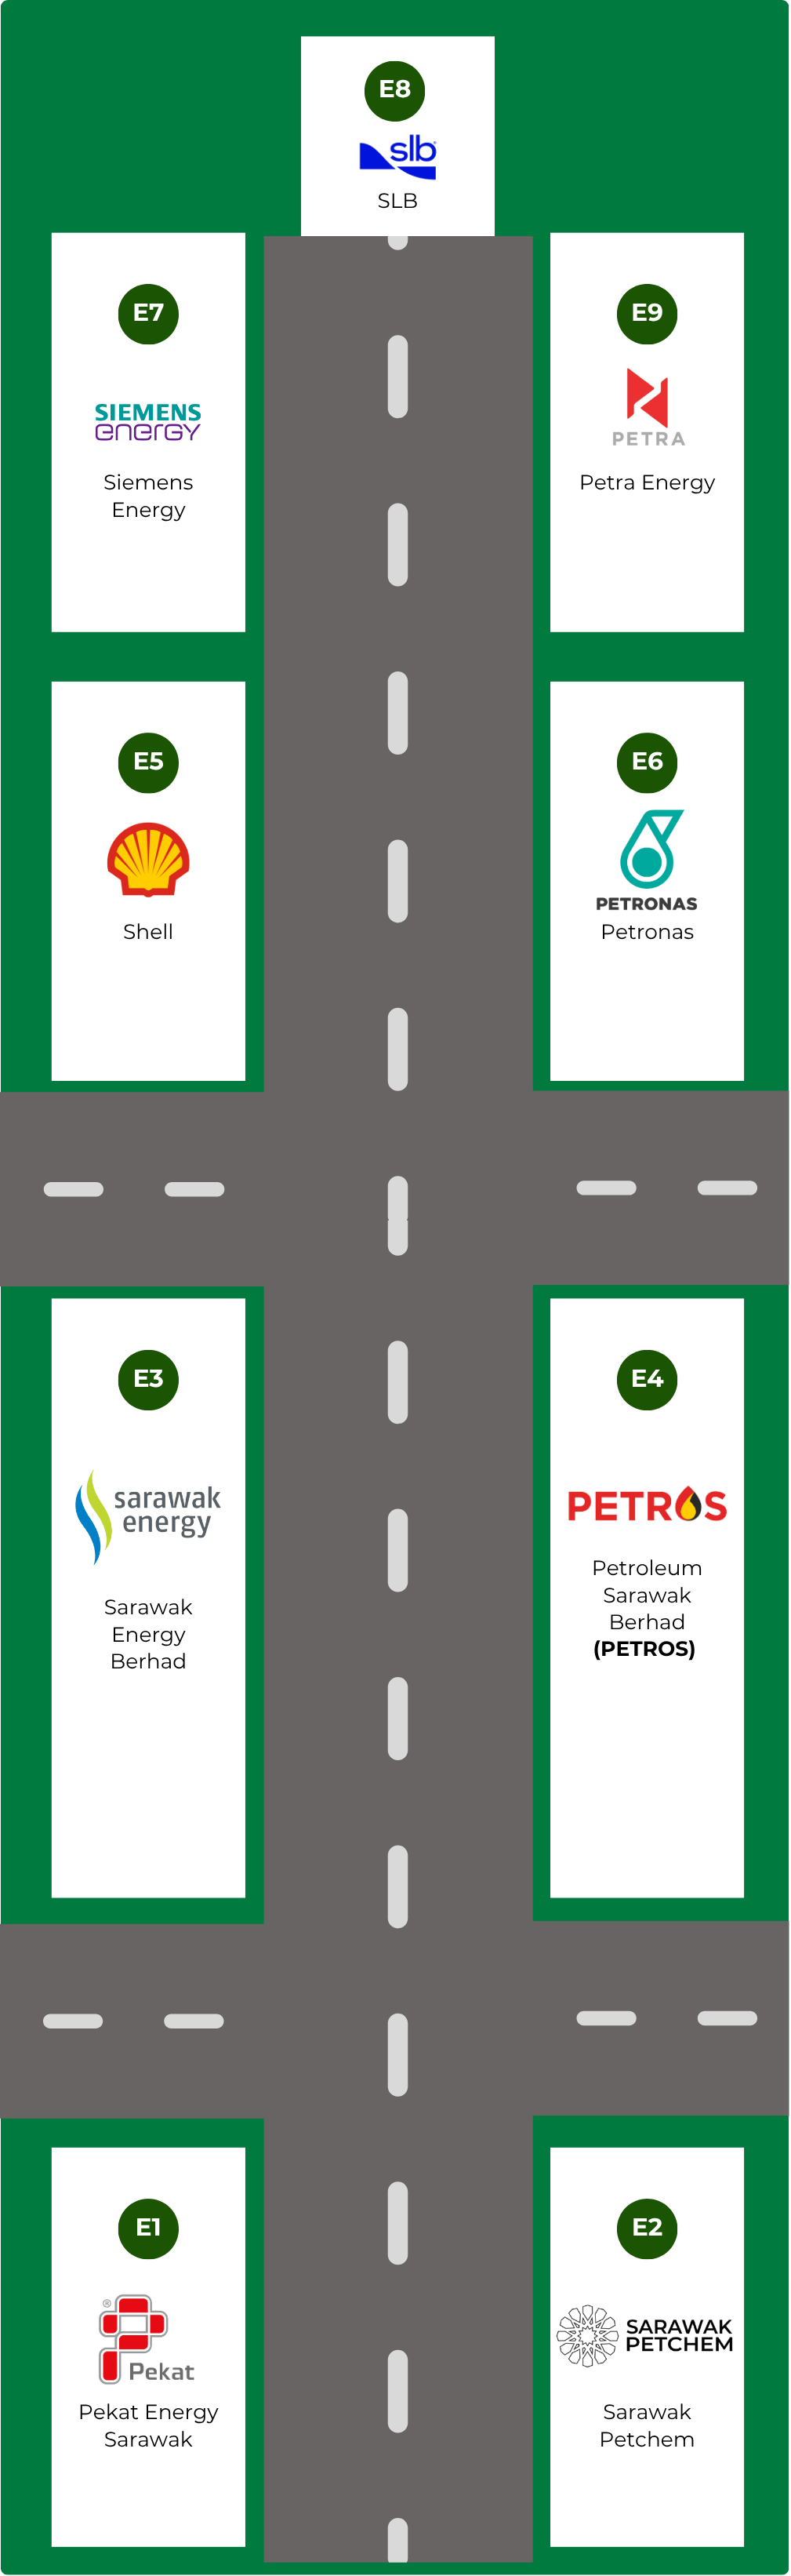 E8
slb
SLB
E7
SIEMENS
energy
Siemens
Energy
E9
PETRA
Petra Energy
E5
Shell
E6
PETRONAS
Petronas
E3
sarawak
energy
Sarawak
Energy
Berhad
E4
PETROS
Petroleum
Sarawak
Berhad
(PETROS)
E1
®
Pekat
Pekat Energy
Sarawak
E2
SARAWAK
PETCHEM
Sarawak
Petchem